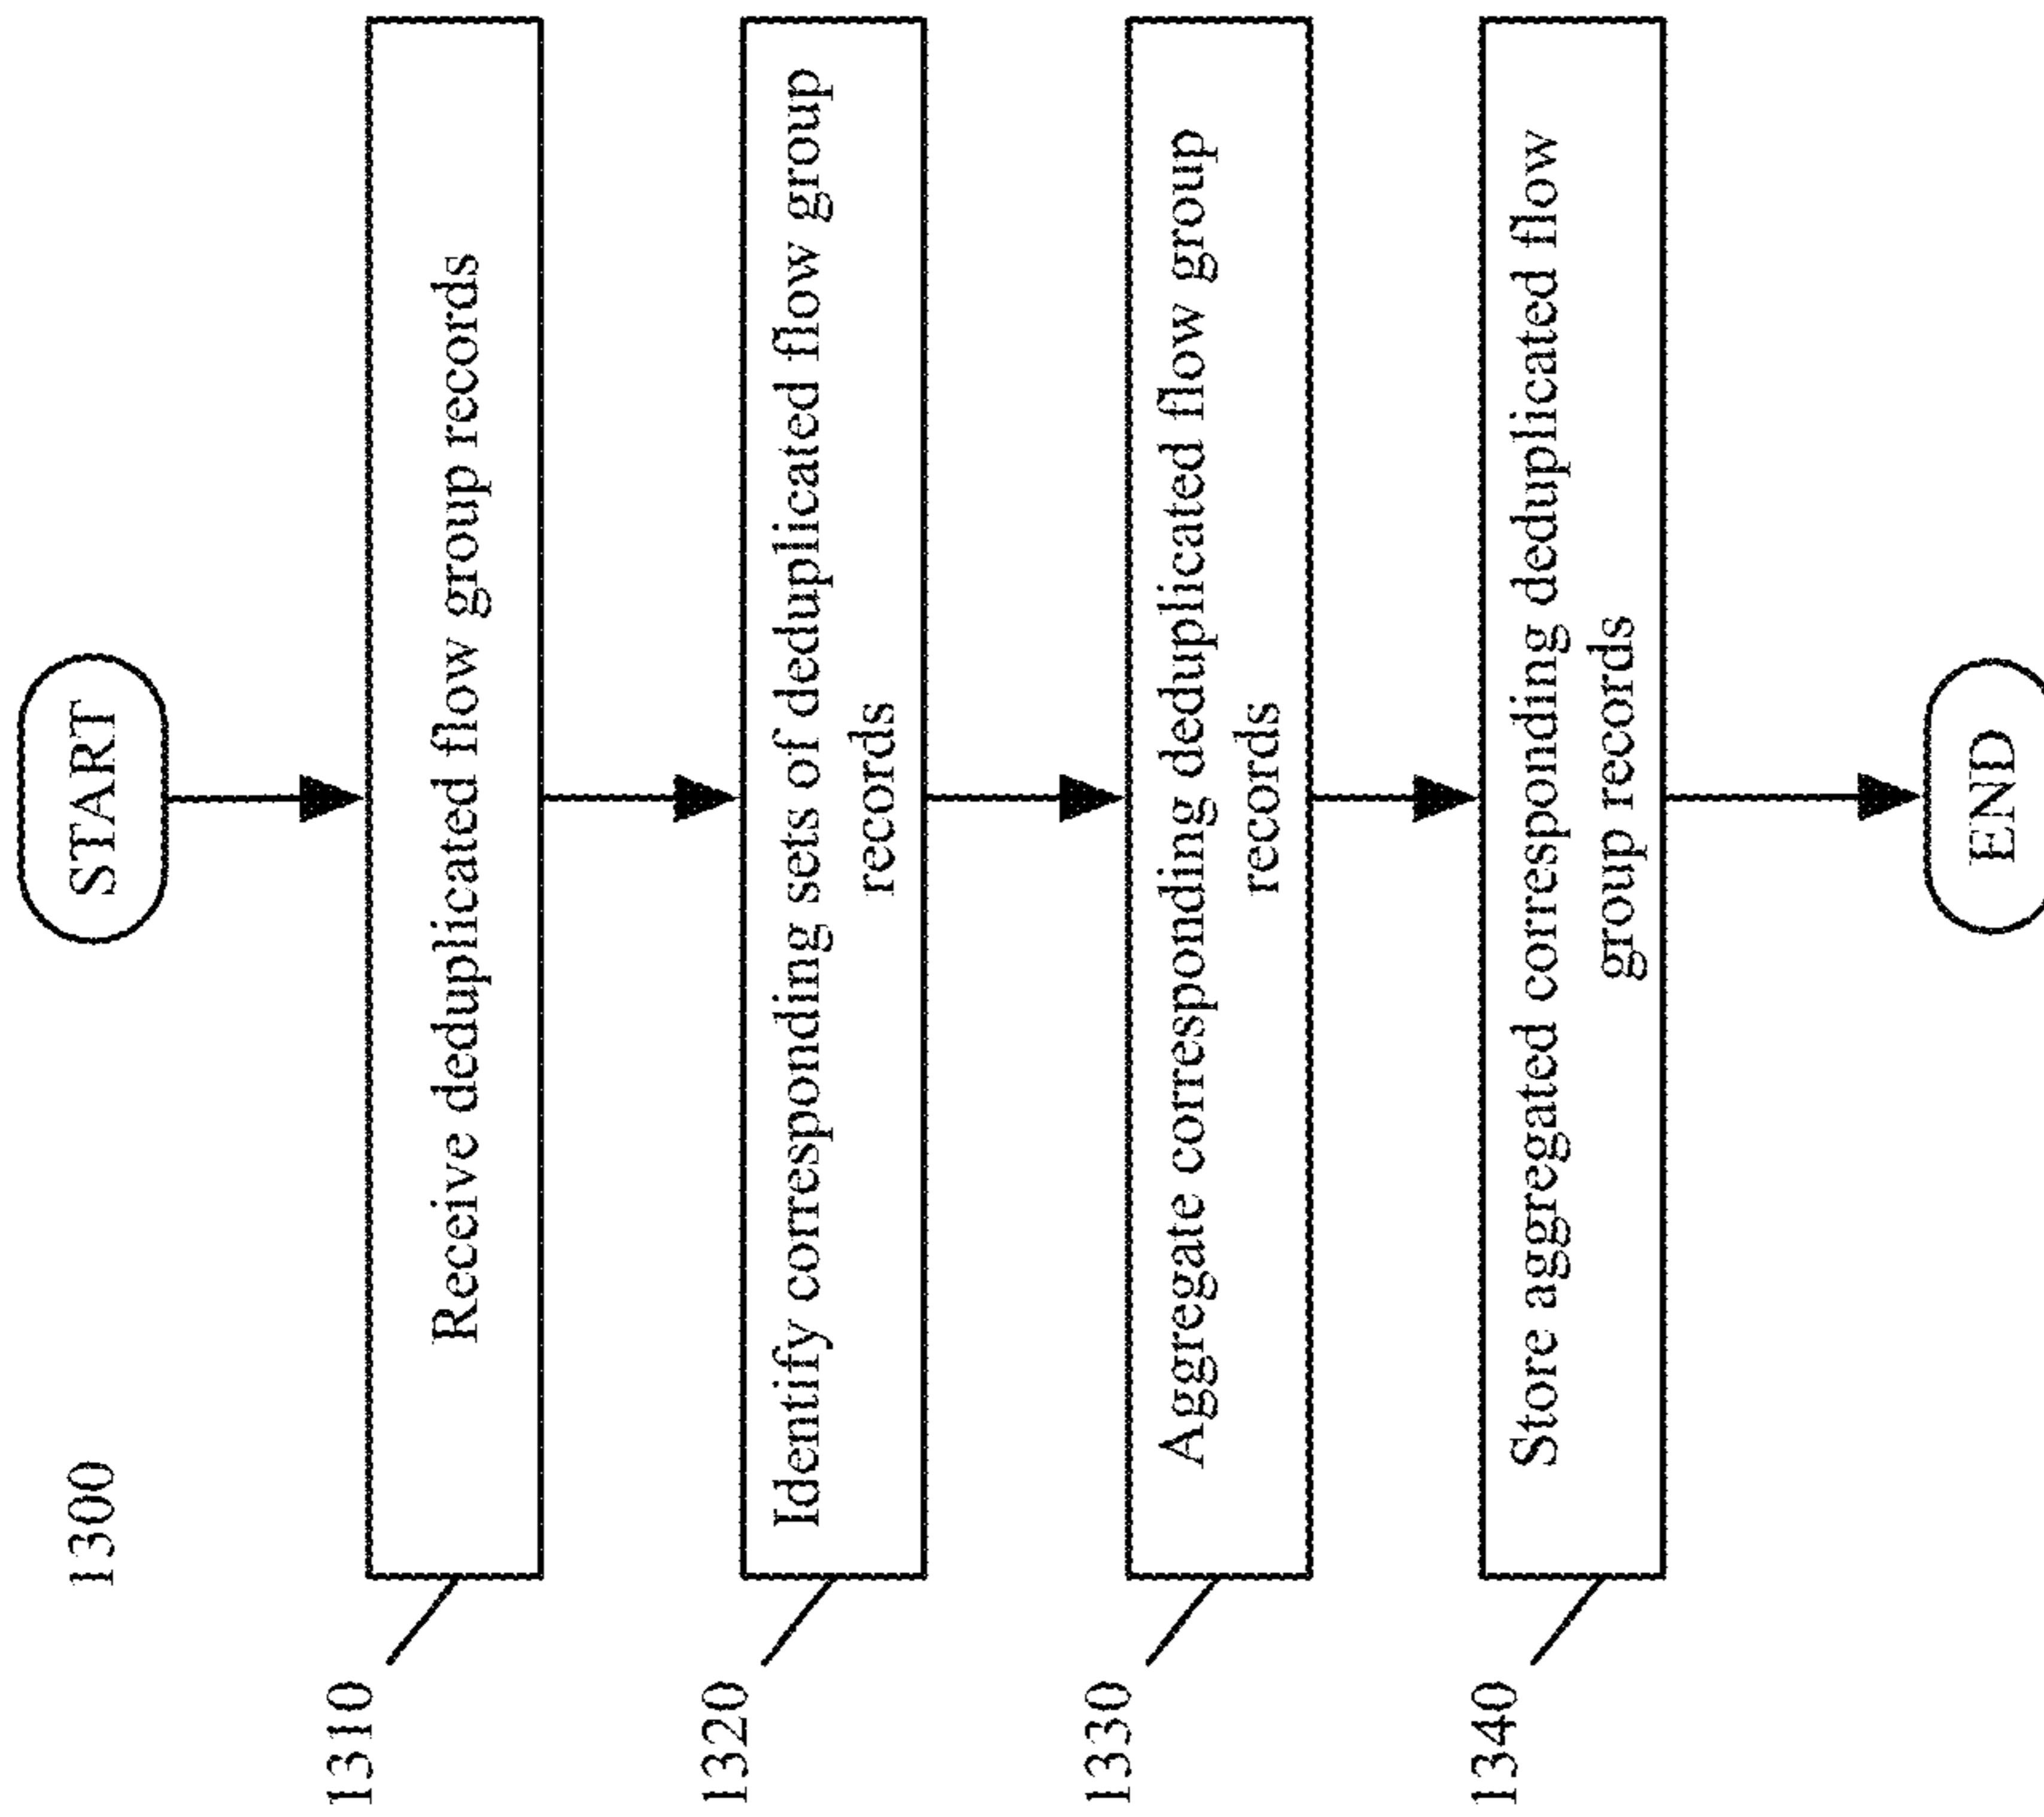 1300
START
1310
Receive deduplicated flow group records
1320
Identify corresponding sets of deduplicated flow group
records
1330
Aggregate corresponding deduplicated flow group
records
1340
Store aggregated corresponding deduplicated flow
group records
END